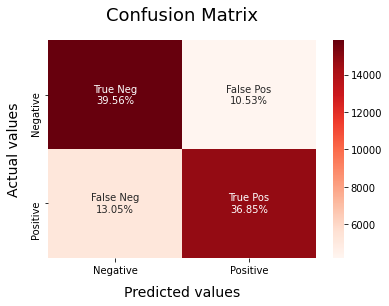 Confusion Matrix
Actual values
Negative
Positive
True Neg
39.56%
False Pos
10.53%
False Neg
13.05%
True Pos
36.85%
Negative
Positive
Predicted values
14000
12000
10000
8000
6000